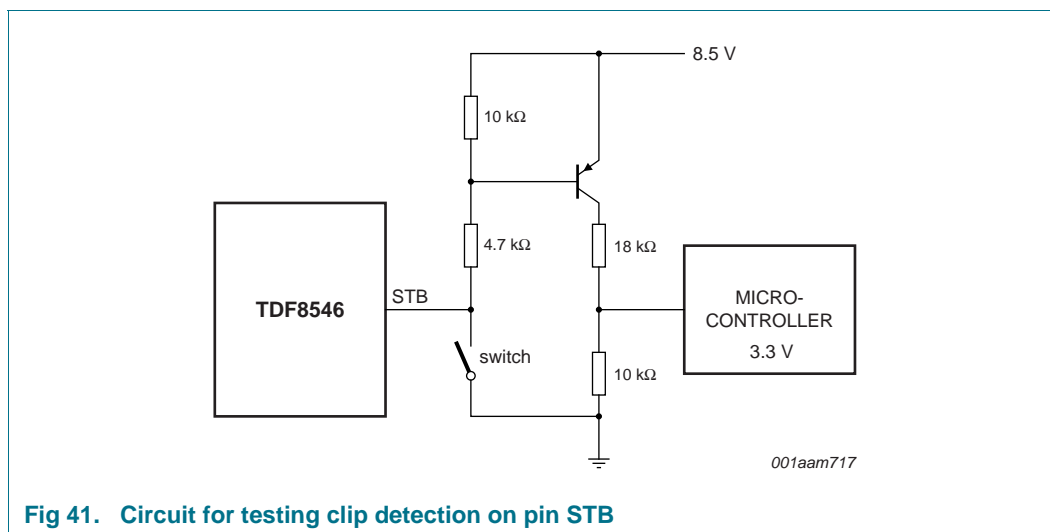 8.5 V
10 kΩ
4.7 kΩ
18 kΩ
STB
TDF8546
MICRO-
CONTROLLER
3.3 V
switch
10 kΩ
001aam717
Fig 41. Circuit for testing clip detection on pin STB